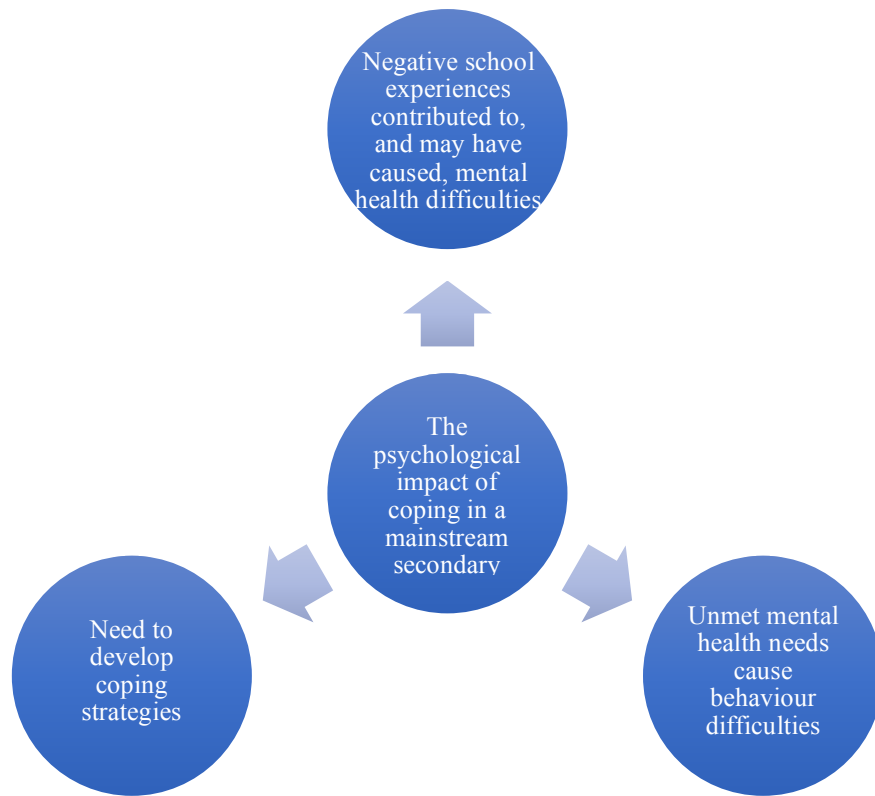 Negative school
experiences
contributed to,
and may have
caused, mental
health difficulties
The
psychological
impact of
coping in a
mainstream
secondary
Need to
develop
coping
strategies
Unmet mental
health needs
cause
behaviour
difficulties